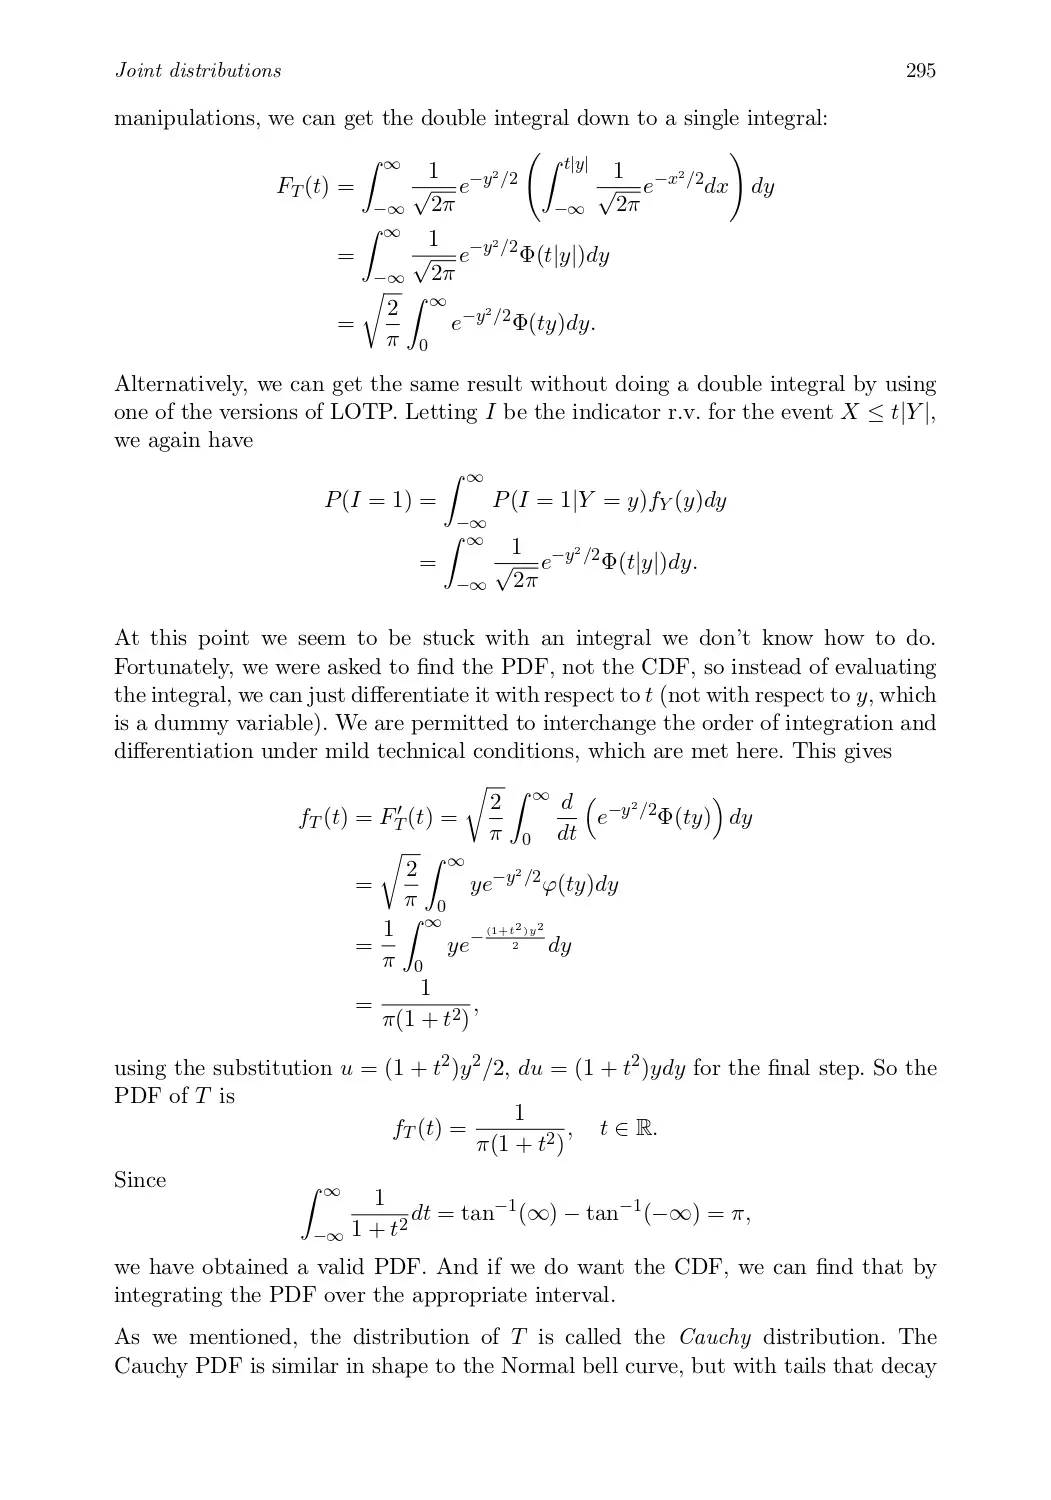 Joint distributions 295
manipulations, we can get the double integral down to a single integral:
$F_T(t) = \int_{-\infty}^{\infty} \frac{1}{\sqrt{2\pi}} e^{-y^2/2} \left( \int_{-\infty}^{t|y|} \frac{1}{\sqrt{2\pi}} e^{-x^2/2} dx \right) dy$
$= \int_{-\infty}^{\infty} \frac{1}{\sqrt{2\pi}} e^{-y^2/2} \Phi(t|y|) dy$
$= \sqrt{\frac{2}{\pi}} \int_0^{\infty} e^{-y^2/2} \Phi(ty) dy.$
Alternatively, we can get the same result without doing a double integral by using
one of the versions of LOTP. Letting $I$ be the indicator r.v. for the event $X \leq t|Y|$,
we again have
$P(I = 1) = \int_{-\infty}^{\infty} P(I = 1|Y = y) f_Y(y) dy$
$= \int_{-\infty}^{\infty} \frac{1}{\sqrt{2\pi}} e^{-y^2/2} \Phi(t|y|) dy.$
At this point we seem to be stuck with an integral we don't know how to do.
Fortunately, we were asked to find the PDF, not the CDF, so instead of evaluating
the integral, we can just differentiate it with respect to $t$ (not with respect to $y$, which
is a dummy variable). We are permitted to interchange the order of integration and
differentiation under mild technical conditions, which are met here. This gives
$f_T(t) = F_T'(t) = \sqrt{\frac{2}{\pi}} \int_0^{\infty} \frac{d}{dt} \left( e^{-y^2/2} \Phi(ty) \right) dy$
$= \sqrt{\frac{2}{\pi}} \int_0^{\infty} y e^{-y^2/2} \varphi(ty) dy$
$= \frac{1}{\pi} \int_0^{\infty} y e^{-\frac{(1+t^2)y^2}{2}} dy$
$= \frac{1}{\pi(1 + t^2)},$
using the substitution $u = (1 + t^2)y^2/2$, $du = (1 + t^2)ydy$ for the final step. So the
PDF of $T$ is
$f_T(t) = \frac{1}{\pi(1 + t^2)}, \quad t \in \mathbb{R}.$
Since
$\int_{-\infty}^{\infty} \frac{1}{1 + t^2} dt = \tan^{-1}(\infty) - \tan^{-1}(-\infty) = \pi,$
we have obtained a valid PDF. And if we do want the CDF, we can find that by
integrating the PDF over the appropriate interval.
As we mentioned, the distribution of $T$ is called the Cauchy distribution. The
Cauchy PDF is similar in shape to the Normal bell curve, but with tails that decay